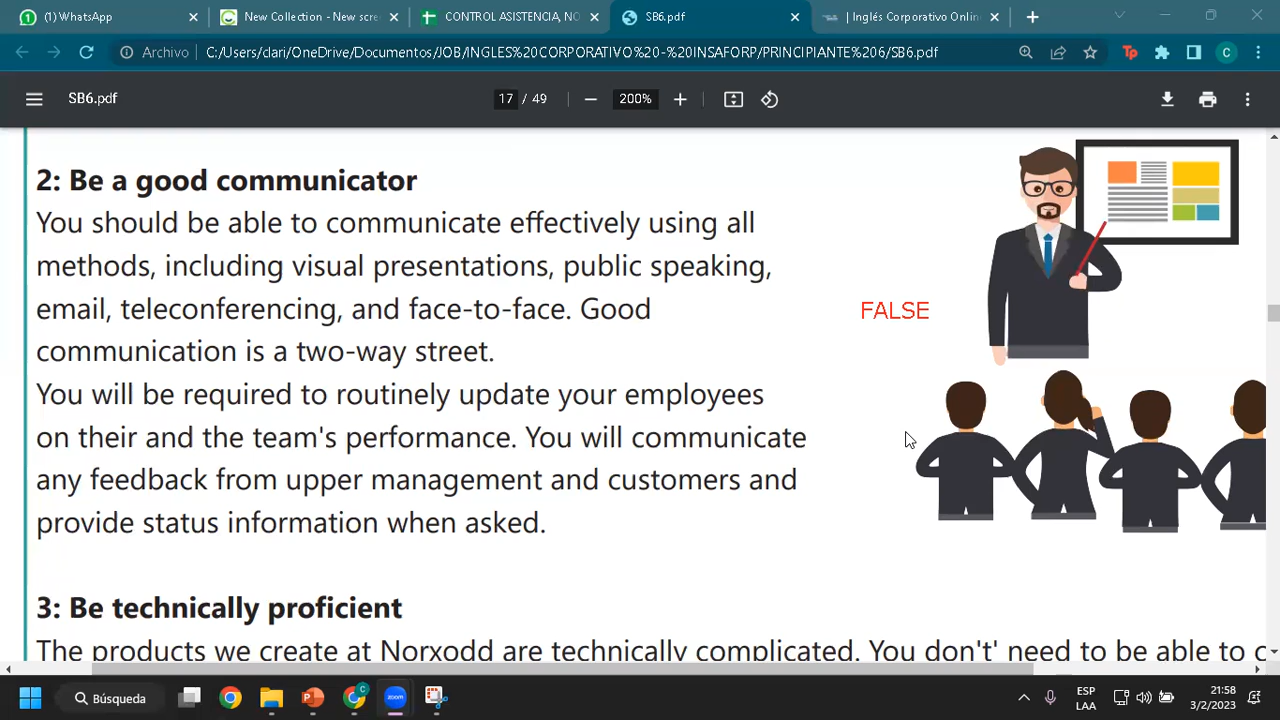 (1) WhatsApp
New Collection - New scre
CONTROL ASISTENCIA, NO
SB6.pdf
| Inglés Corporativo Onlin
Archivo
C:/Users/clari/OneDrive/Documentos/JOB/INGLES%20CORPORATIVO%20-%20INSAFORP/PRINCIPIANTE%206/SB6.pdf
C
SB6.pdf
17 / 49
200%
2: Be a good communicator
You should be able to communicate effectively using all
methods, including visual presentations, public speaking,
email, teleconferencing, and face-to-face. Good
communication is a two-way street.
FALSE
You will be required to routinely update your employees
on their and the team's performance. You will communicate
any feedback from upper management and customers and
provide status information when asked.
3: Be technically proficient
The products we create at Norxodd are technically complicated. You don't' need to be able to c
Búsqueda
zoom
ESP
LAA
21:58
3/2/2023